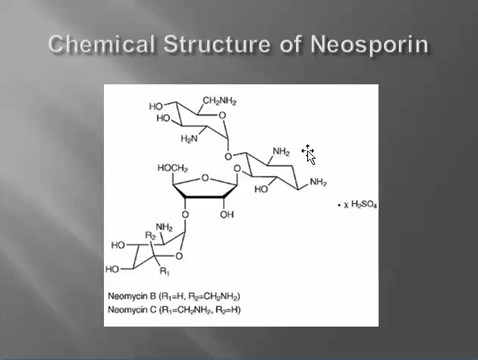 Chemical Structure of Neosporin
CH₂NH₂
HO
O
HO
H₂N
O
NH₂
HOCH₂
O
O
HO
NH₂
• x H₂SO₄
O
OH
NH₂
R₂
HO
O
HO
R₁
Neomycin B (R₁=H, R₂=CH₂NH₂)
Neomycin C (R₁=CH₂NH₂, R₂=H)